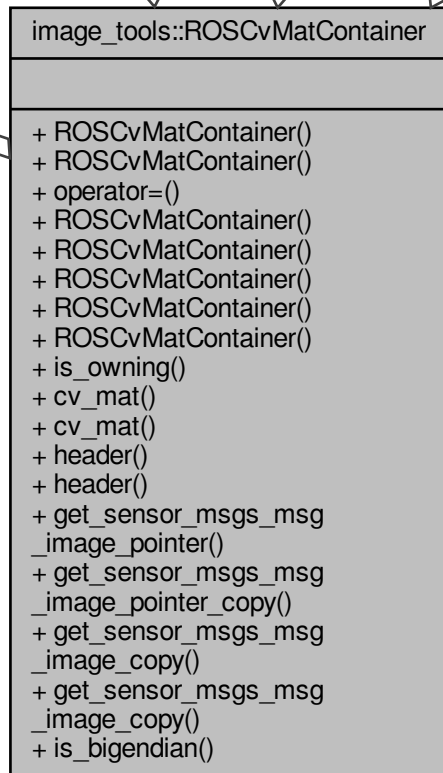 image_tools::ROSCvMatContainer
+ ROSCvMatContainer()
+ ROSCvMatContainer()
+ operator=()
+ ROSCvMatContainer()
+ ROSCvMatContainer()
+ ROSCvMatContainer()
+ ROSCvMatContainer()
+ ROSCvMatContainer()
+ is_owning()
+ cv_mat()
+ cv_mat()
+ header()
+ header()
+ get_sensor_msgs_msg
_image_pointer()
+ get_sensor_msgs_msg
_image_pointer_copy()
+ get_sensor_msgs_msg
_image_copy()
+ get_sensor_msgs_msg
_image_copy()
+ is_bigendian()